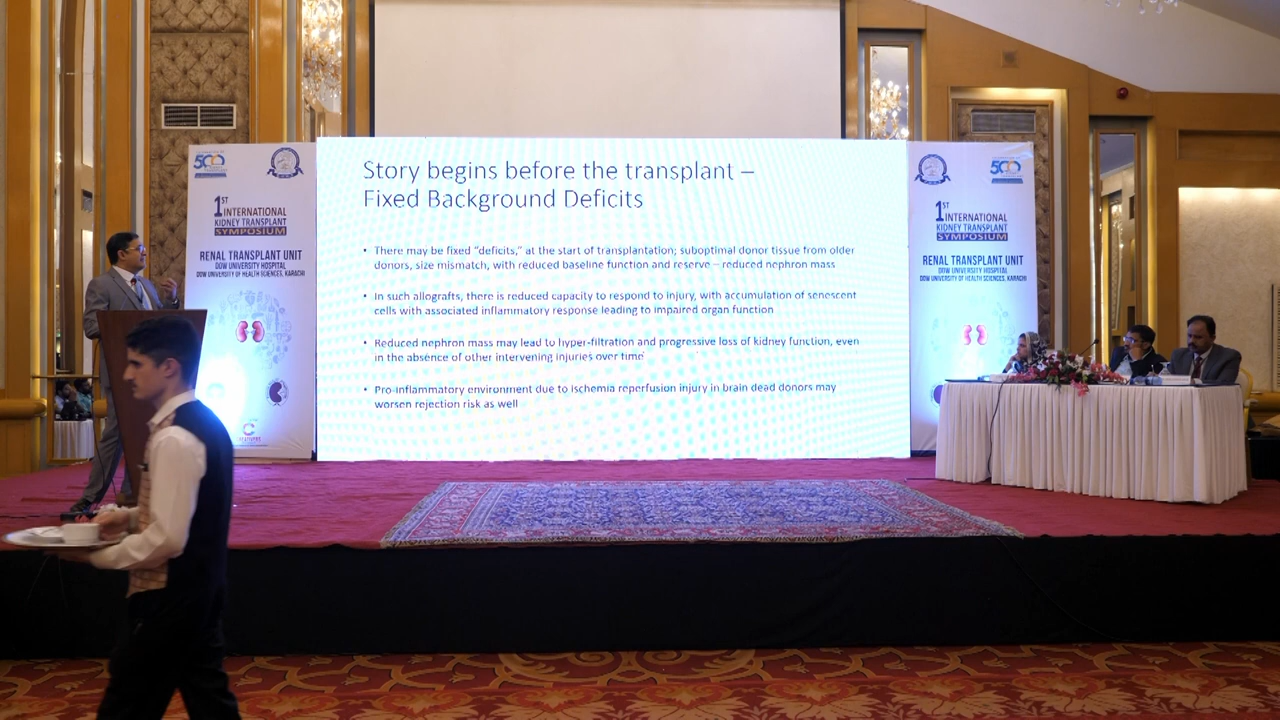 Story begins before the transplant –
Fixed Background Deficits
• There may be fixed "deficits," at the start of transplantation; suboptimal donor tissue from older
donors, size mismatch, with reduced baseline function and reserve – reduced nephron mass
• In such allografts, there is reduced capacity to respond to injury, with accumulation of senescent
cells with associated inflammatory response leading to impaired organ function
• Reduced nephron mass may lead to hyper-filtration and progressive loss of kidney function, even
in the absence of other intervening injuries over time
• Pro-inflammatory environment due to ischemia reperfusion injury in brain dead donors may
worsen rejection risk as well
500
1ST
INTERNATIONAL
KIDNEY TRANSPLANT
SYMPOSIUM
RENAL TRANSPLANT UNIT
DOW UNIVERSITY HOSPITAL
DOW UNIVERSITY OF HEALTH SCIENCES, KARACHI
500
1ST
INTERNATIONAL
KIDNEY TRANSPLANT
SYMPOSIUM
RENAL TRANSPLANT UNIT
DOW UNIVERSITY HOSPITAL
DOW UNIVERSITY OF HEALTH SCIENCES, KARACHI